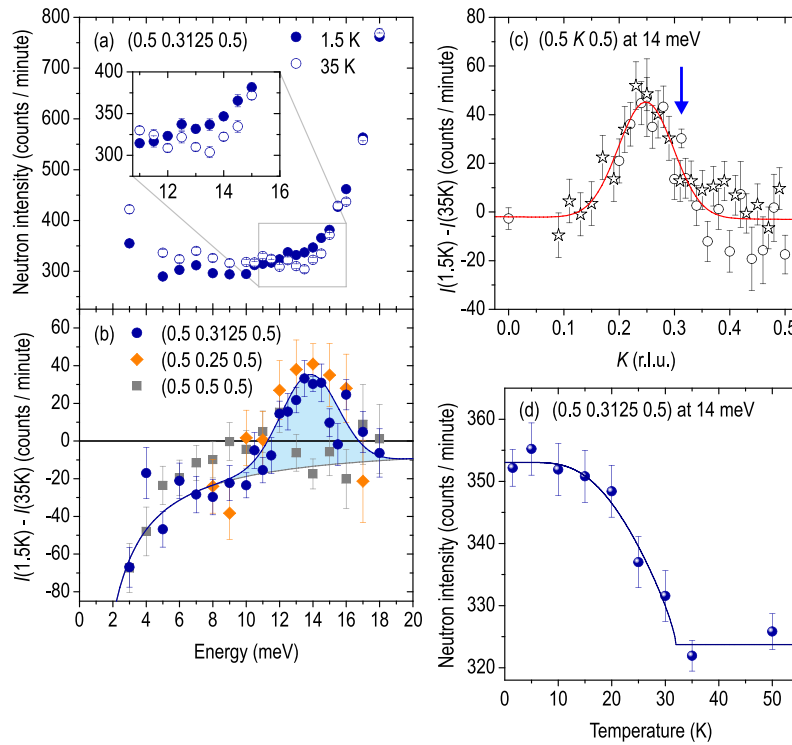 (a) (0.5 0.3125 0.5)
1.5 K
35 K
800
700
600
500
400
300
400
350
300
12 14 16
Neutron intensity (counts / minute)
(b)
(0.5 0.3125 0.5)
(0.5 0.25 0.5)
(0.5 0.5 0.5)
60
40
20
0
-20
-40
-60
-80
I(1.5K) - I(35K) (counts / minute)
0 2 4 6 8 10 12 14 16 18 20
Energy (meV)
(c) (0.5 K 0.5) at 14 meV
80
60
40
20
0
-20
-40
I(1.5K) -I(35K) (counts / minute)
0.0 0.1 0.2 0.3 0.4 0.5
K (r.l.u.)
(d) (0.5 0.3125 0.5) at 14 meV
360
350
340
330
320
Neutron intensity (counts / minute)
0 10 20 30 40 50
Temperature (K)